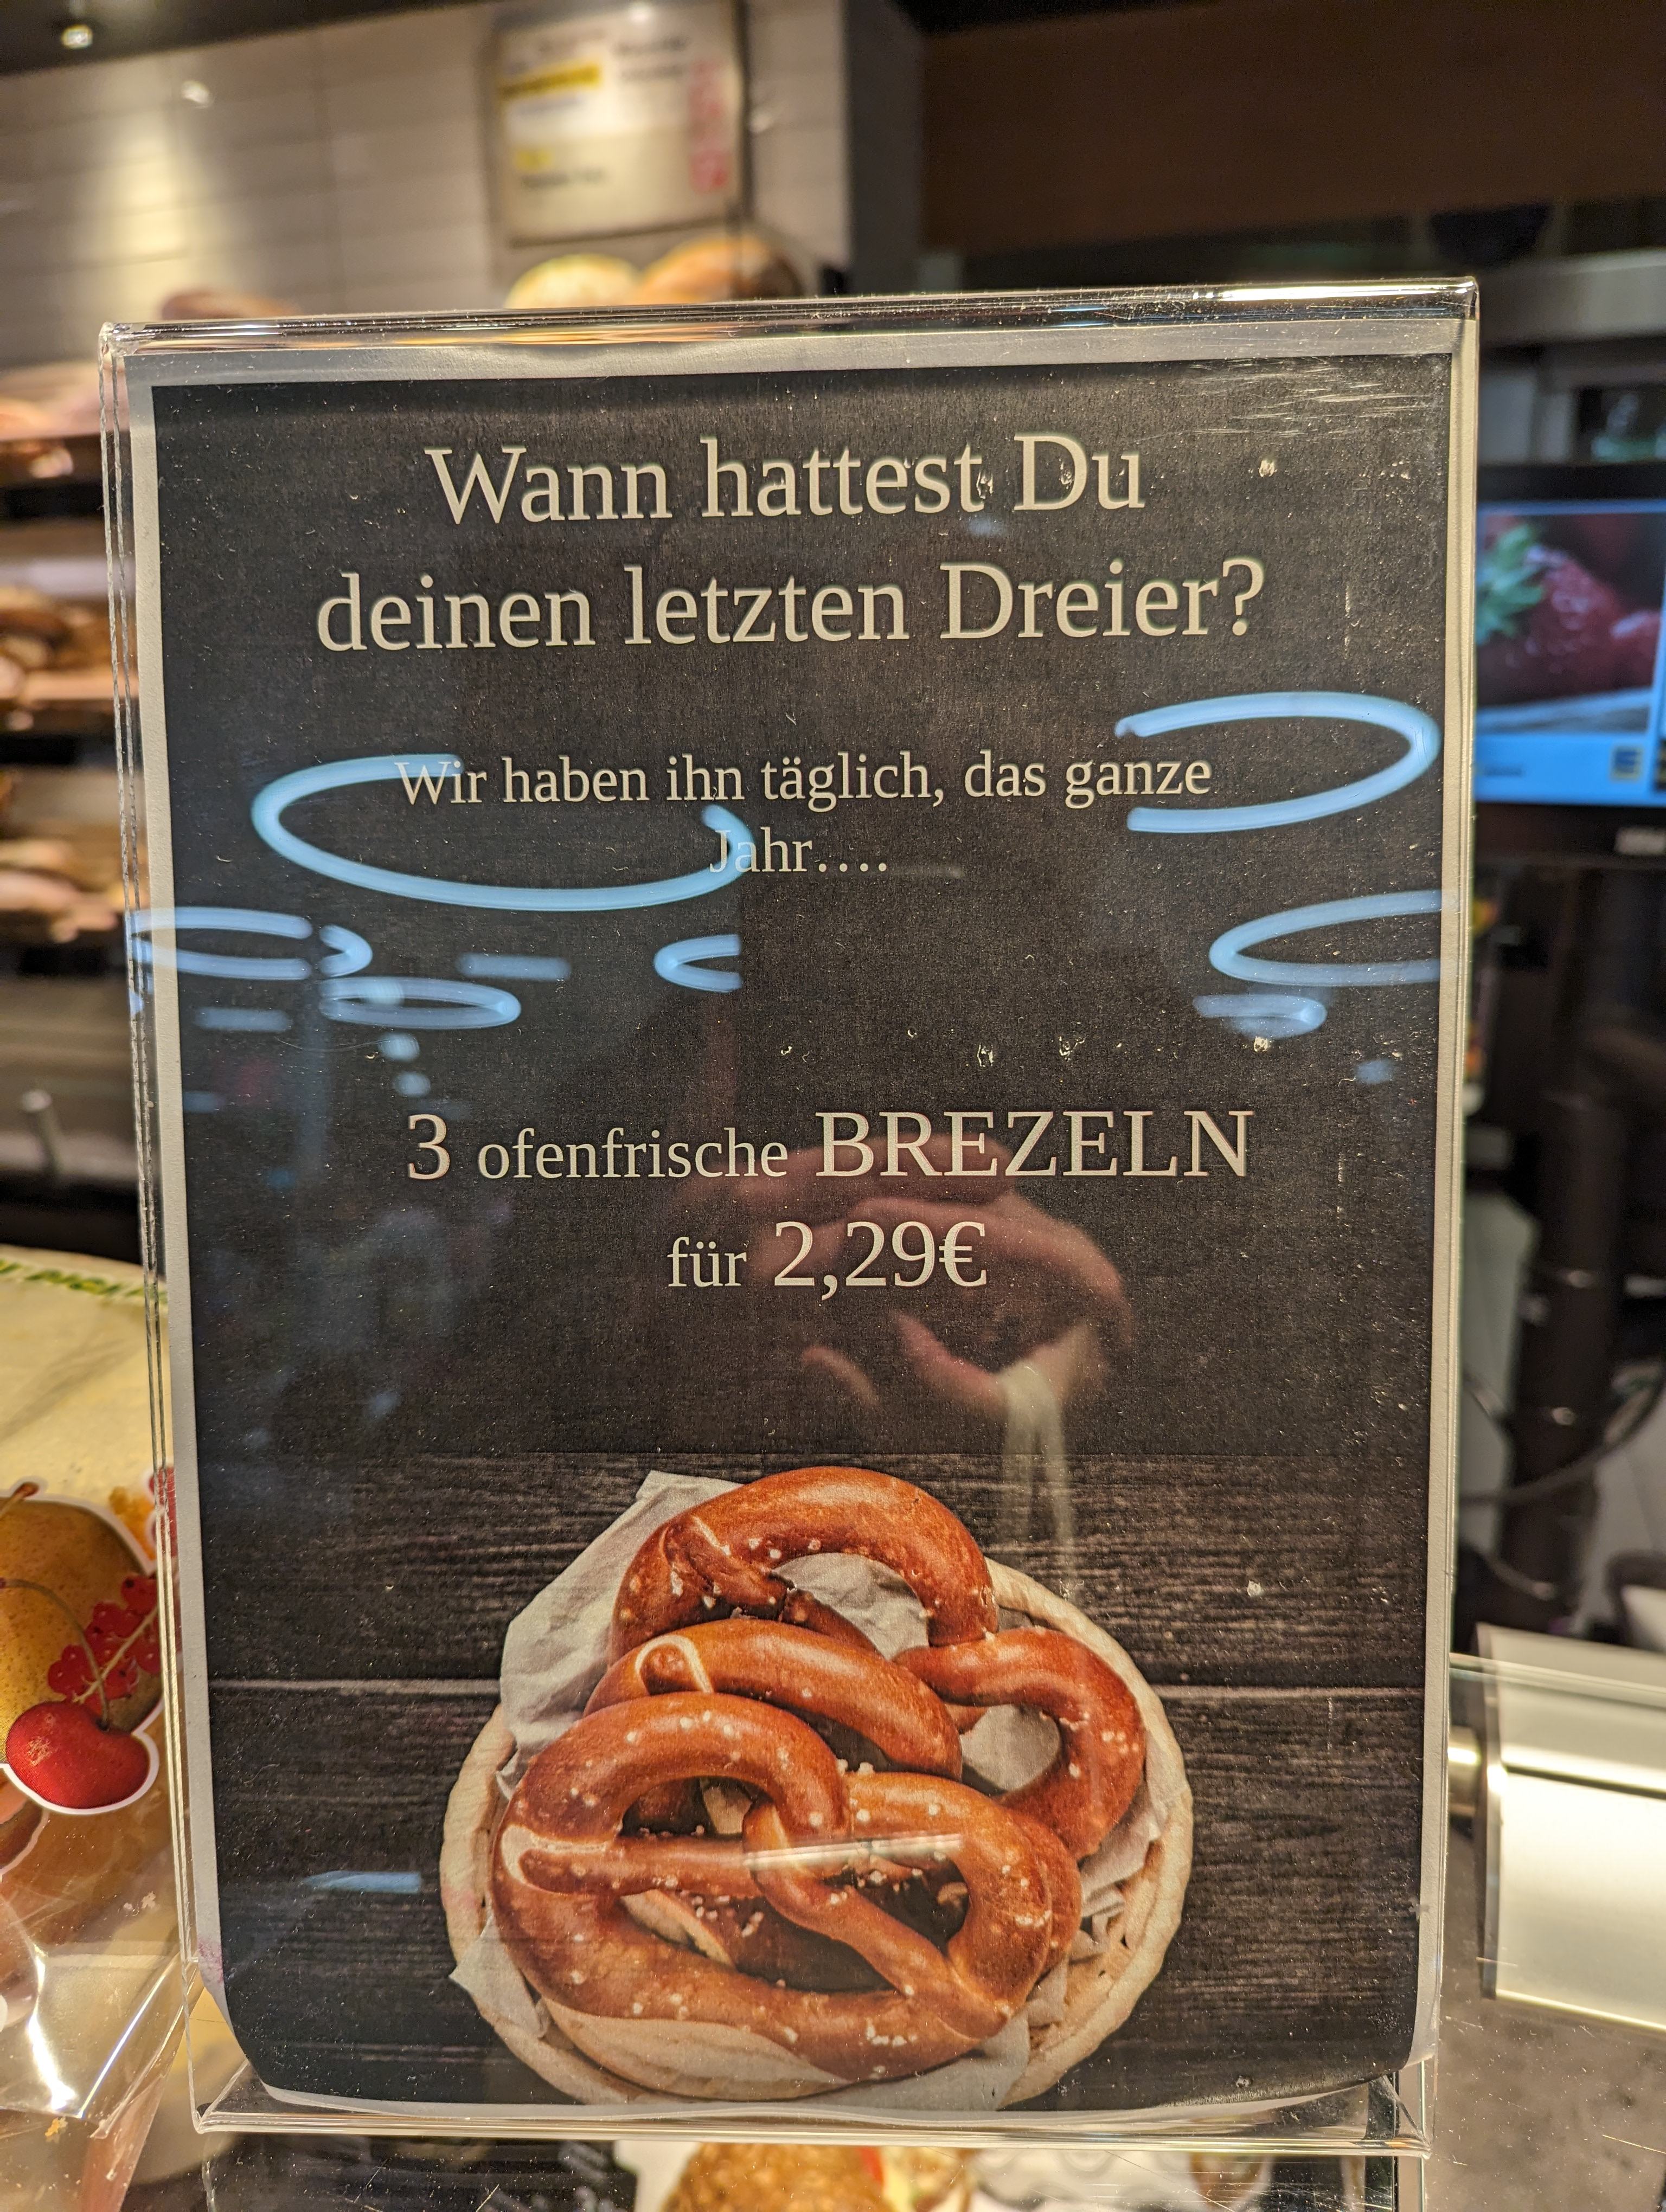 Wann hattest Du
deinen letzten Dreier?
Wir haben ihn täglich, das ganze
Jahr....
3 ofenfrische BREZELN
für 2,29€